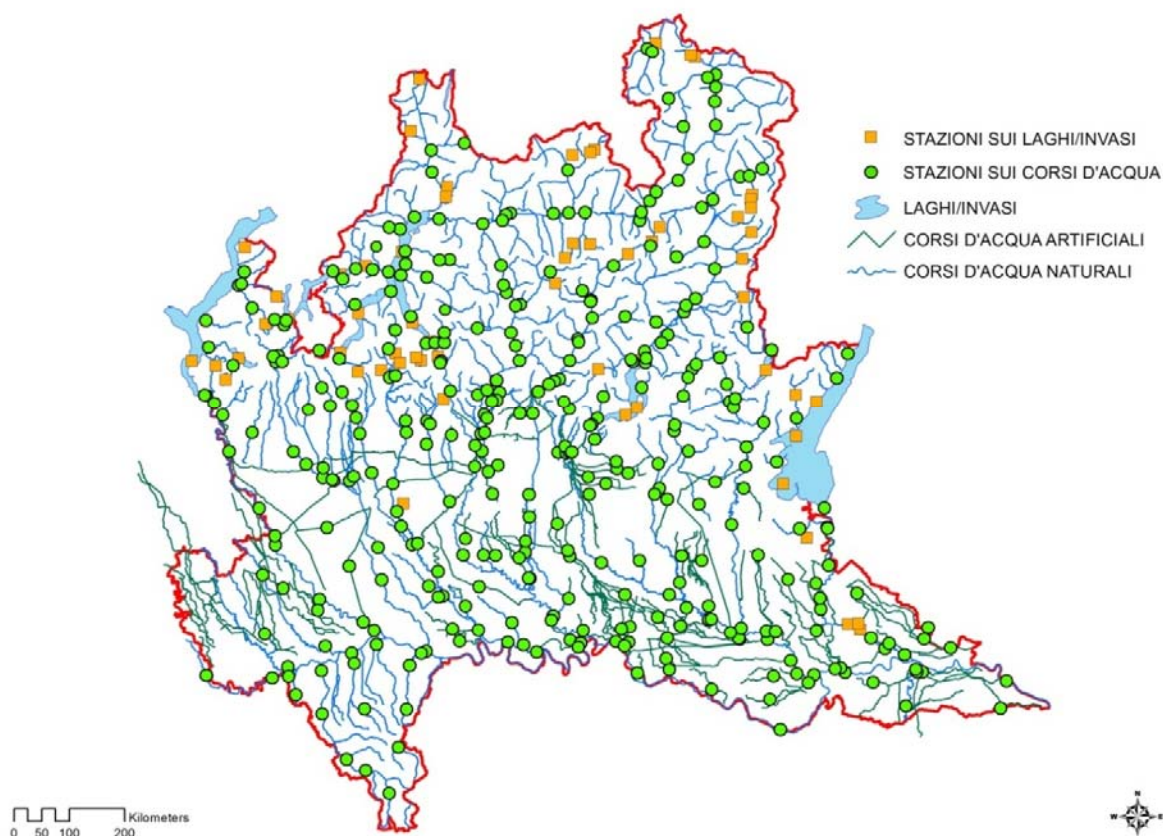 STAZIONI SUI LAGHI/INVASI
STAZIONI SUI CORSI D'ACQUA
LAGHI/INVASI
CORSI D'ACQUA ARTIFICIALI
CORSI D'ACQUA NATURALI
Kilometers
0 50 100 200
N
W E
S